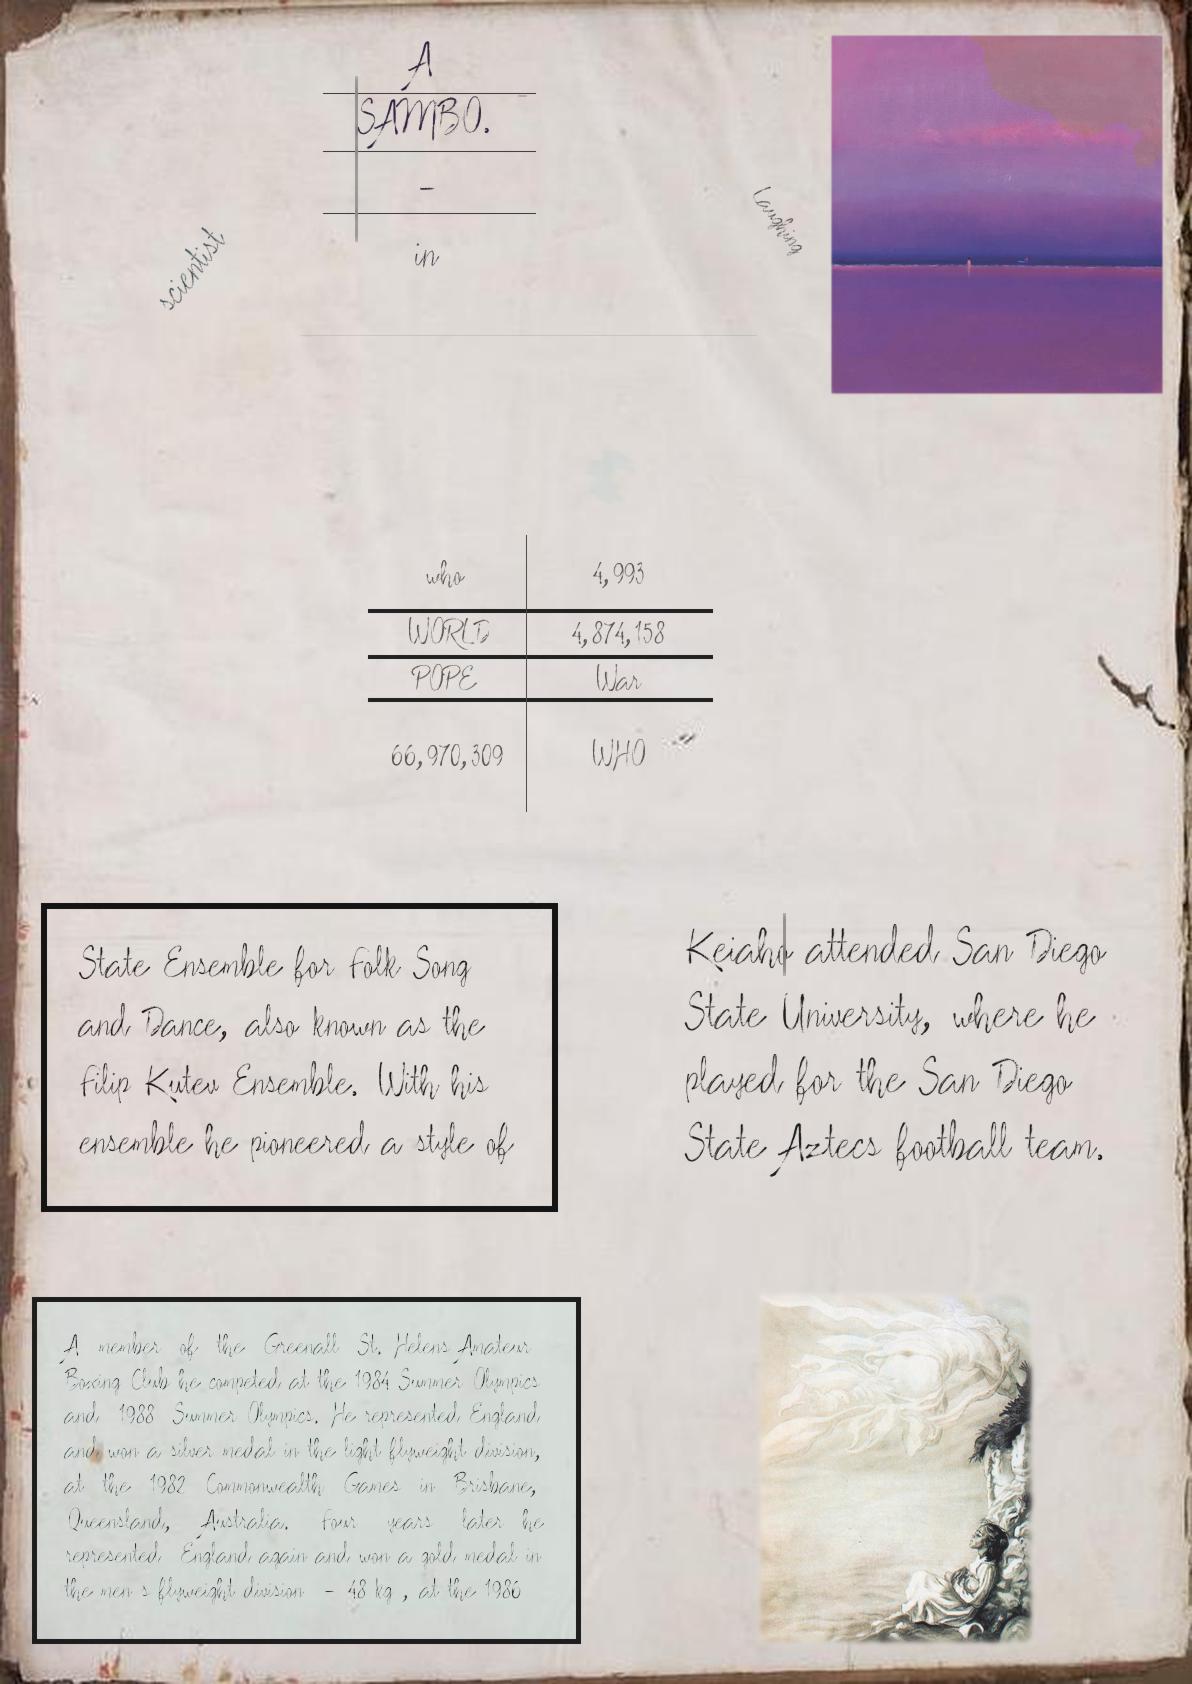 A
SAMBO.
-
in
scientist
Laughing
who 4,993
WORLD 4,874,158
POPE War
66,970,309 WHO
State Ensemble for Folk Song
and Dance, also known as the
Filip Kutev Ensemble. With his
ensemble he pioneered a style of
Keiaho attended San Diego
State University, where he
played for the San Diego
State Aztecs football team.
A member of the Greenall St. Helens Amateur
Boxing Club he competed at the 1984 Summer Olympics
and 1988 Summer Olympics. He represented England
and won a silver medal in the light flyweight division,
at the 1982 Commonwealth Games in Brisbane,
Queensland, Australia. Four years later he
represented England again and won a gold medal in
the men s flyweight division - 48 kg , at the 1986